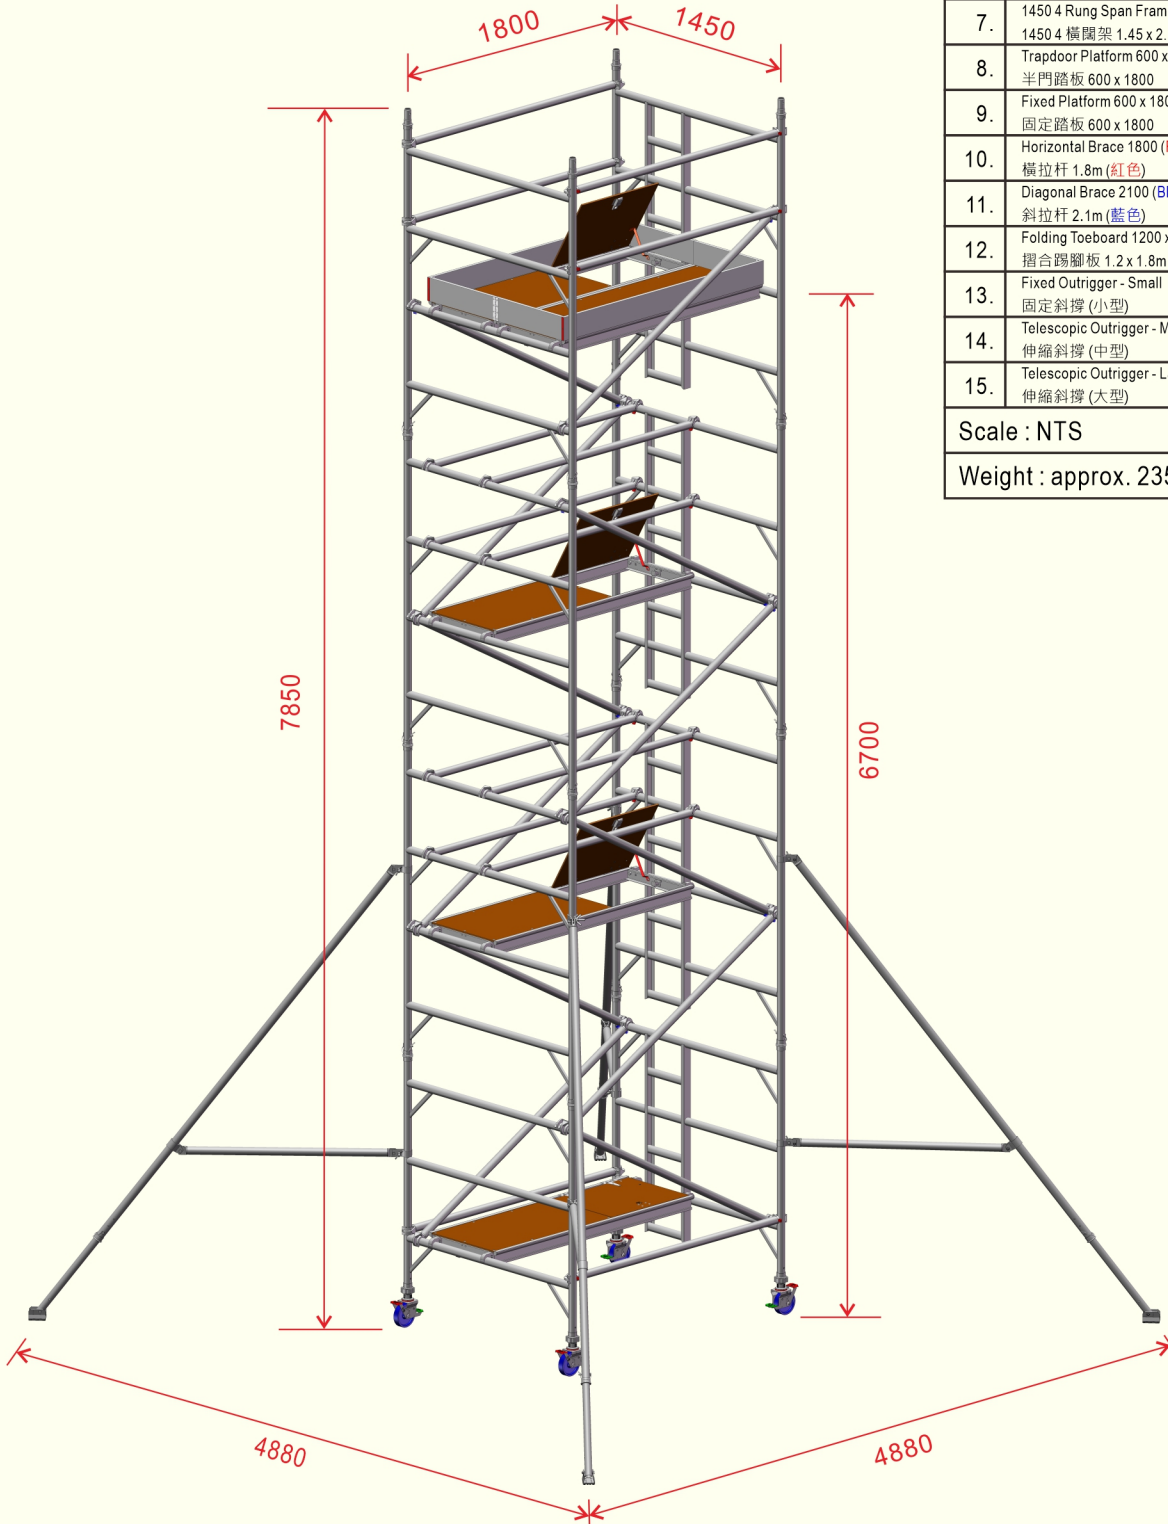 1800
1450
7.
1450 4 Rung Span Fram
1450 4 橫闊架 1.45 x 2.
8.
Trapdoor Platform 600 x
半門踏板 600 x 1800
9.
Fixed Platform 600 x 180
固定踏板 600 x 1800
10.
Horizontal Brace 1800 (
橫拉杆 1.8m (紅色)
11.
Diagonal Brace 2100 (Bl
斜拉杆 2.1m (藍色)
12.
Folding Toeboard 1200 x
摺合踢腳板 1.2 x 1.8m
13.
Fixed Outrigger - Small
固定斜撐 (小型)
14.
Telescopic Outrigger - M
伸縮斜撐 (中型)
15.
Telescopic Outrigger - L
伸縮斜撐 (大型)
Scale : NTS
Weight : approx. 235
7850
6700
4880
4880